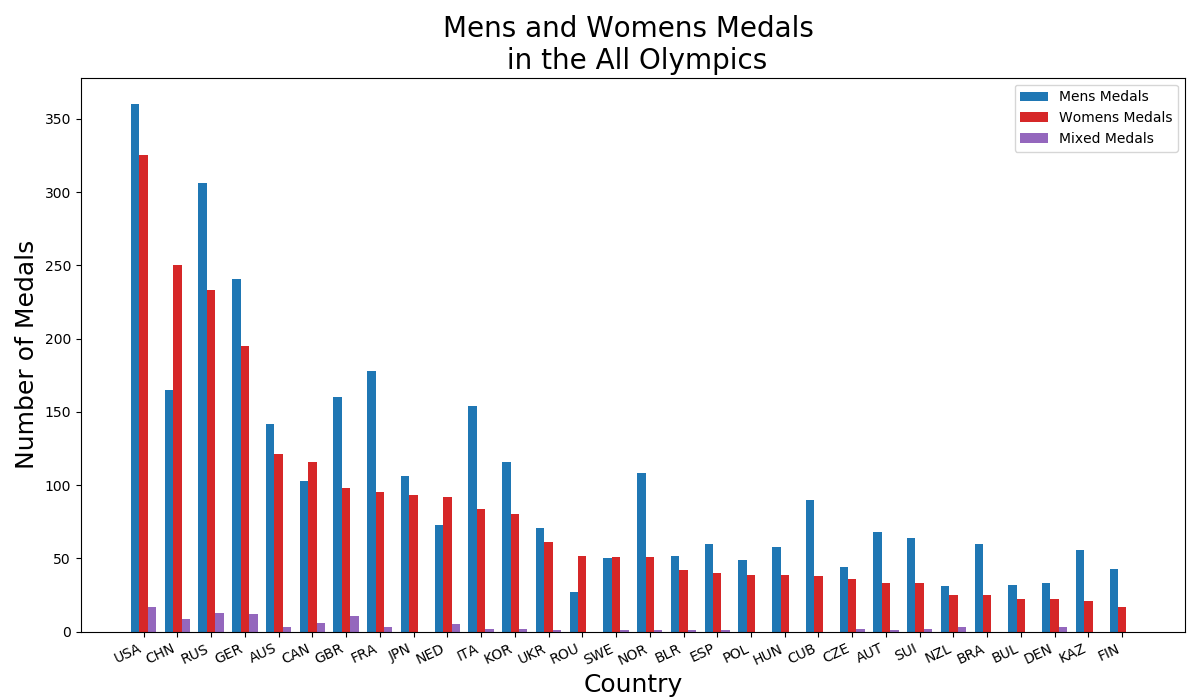 Mens and Womens Medals
in the All Olympics
Mens Medals
Womens Medals
Mixed Medals
Number of Medals
350
300
250
200
150
100
50
0
USA CHN RUS GER AUS CAN GBR FRA JPN NED ITA KOR UKR ROU SWE NOR BLR ESP POL HUN CUB CZE AUT SUI NZL BRA BUL DEN KAZ FIN
Country